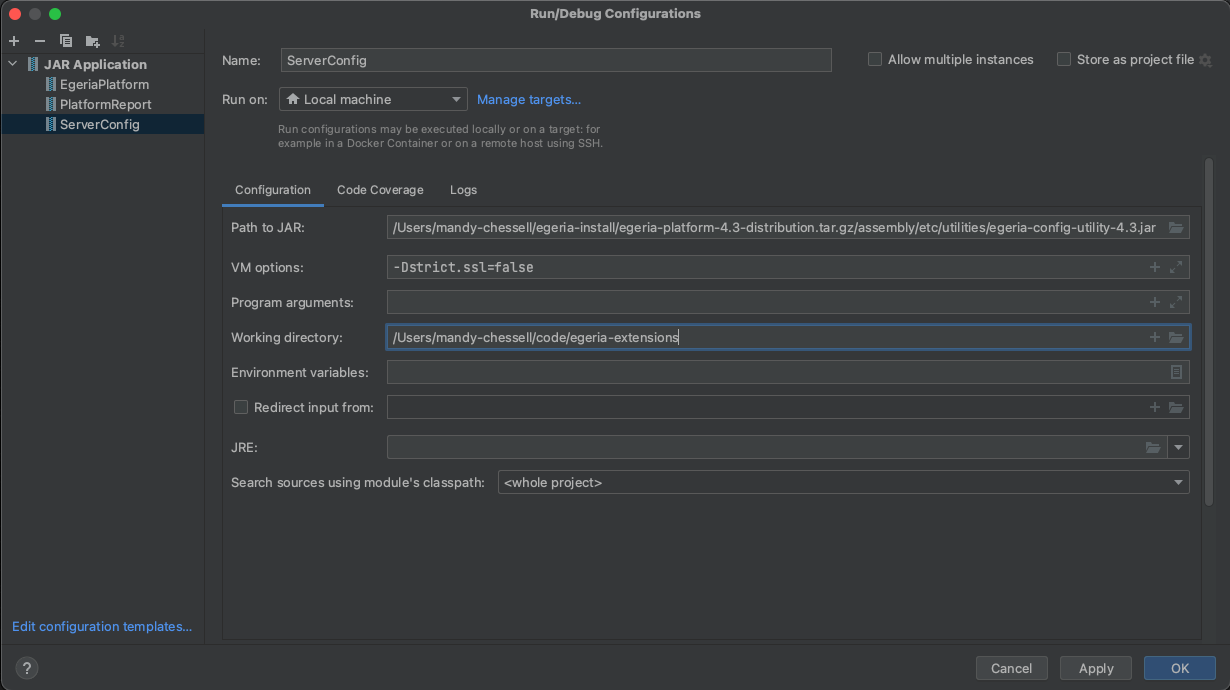 Run/Debug Configurations
JAR Application
EgeriaPlatform
PlatformReport
ServerConfig
Edit configuration templates...
Name:
ServerConfig
Allow multiple instances
Store as project file
Run on:
Local machine
Manage targets...
Run configurations may be executed locally or on a target: for
example in a Docker Container or on a remote host using SSH.
Configuration
Code Coverage
Logs
Path to JAR:
/Users/mandy-chessell/egeria-install/egeria-platform-4.3-distribution.tar.gz/assembly/etc/utilities/egeria-config-utility-4.3.jar
VM options:
-Dstrict.ssl=false
Program arguments:
Working directory:
/Users/mandy-chessell/code/egeria-extensions
Environment variables:
Redirect input from:
JRE:
Search sources using module's classpath:
<whole project>
?
Cancel
Apply
OK